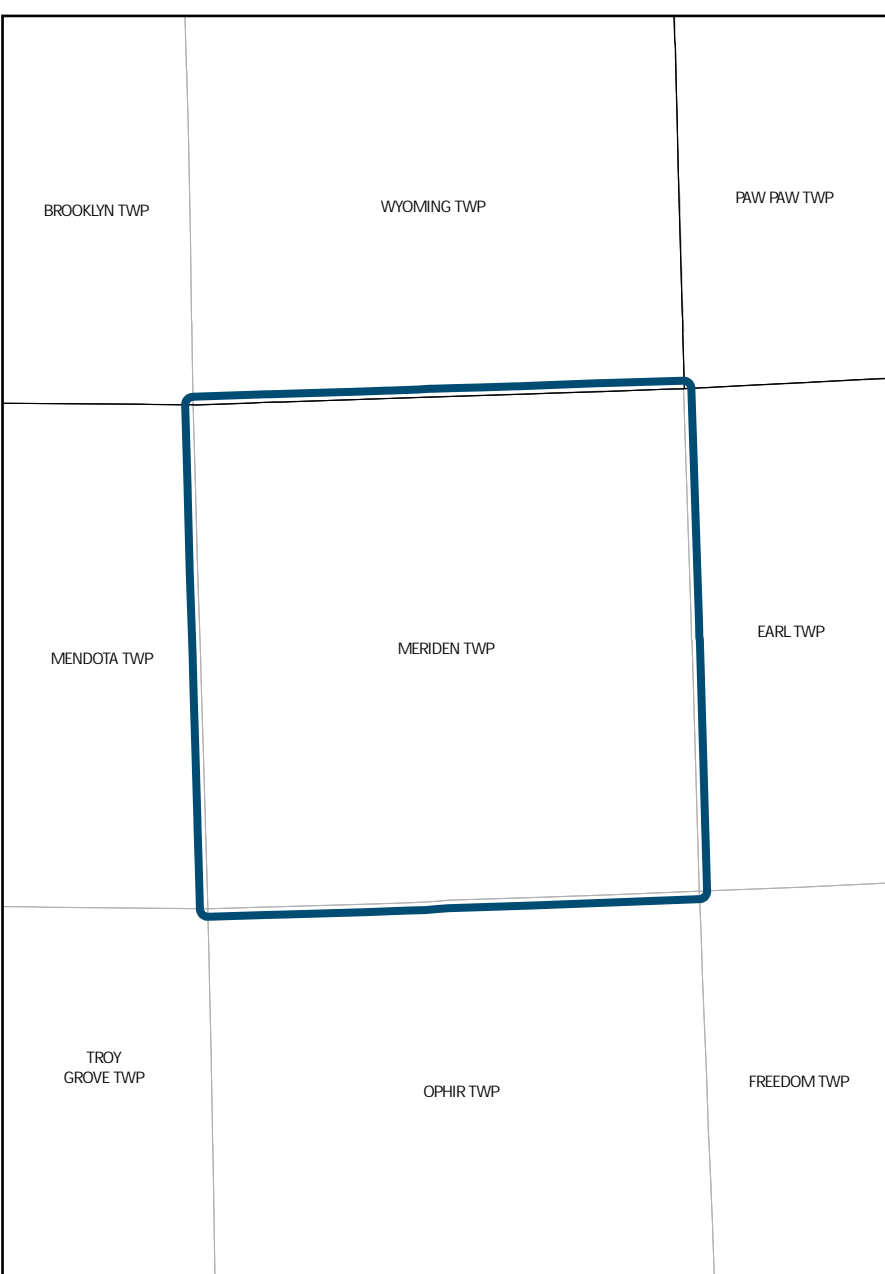 BROOKLYN TWP
WYOMING TWP
PAW PAW TWP
MENDOTA TWP
MERIDEN TWP
EARL TWP
TROY
GROVE TWP
OPHIR TWP
FREEDOM TWP